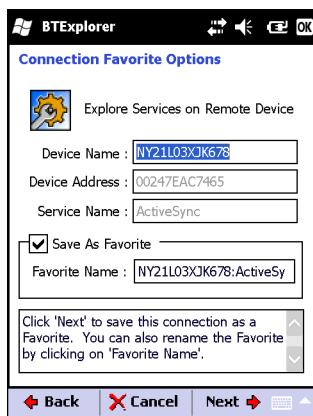 BTExplorer
OK
Connection Favorite Options
Explore Services on Remote Device
Device Name : NY21L03XJK678
Device Address : 00247EAC7465
Service Name : ActiveSync
Save As Favorite
Favorite Name : NY21L03XJK678:ActiveSy
Click 'Next' to save this connection as a
Favorite. You can also rename the Favorite
by clicking on 'Favorite Name'.
Back Cancel Next